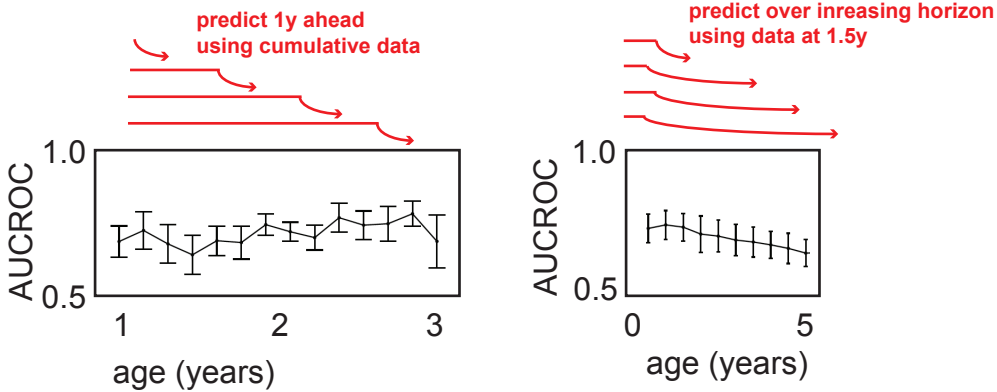 predict 1y ahead
using cumulative data
predict over inreasing horizon
using data at 1.5y
1.0
0.5
AUCROC
1 2 3
age (years)
1.0
0.5
AUCROC
0 5
age (years)